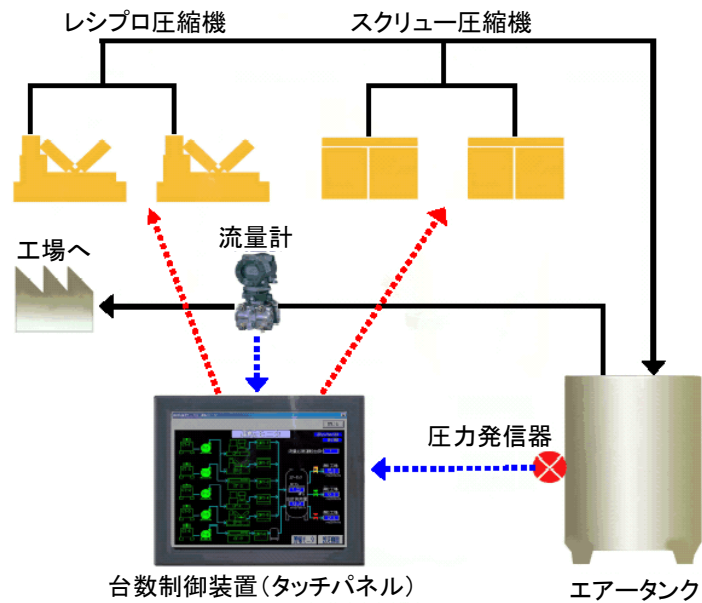 レシプロ圧縮機
スクリュー圧縮機
流量計
工場へ
圧力発信器
台数制御装置（タッチパネル）
エアータンク